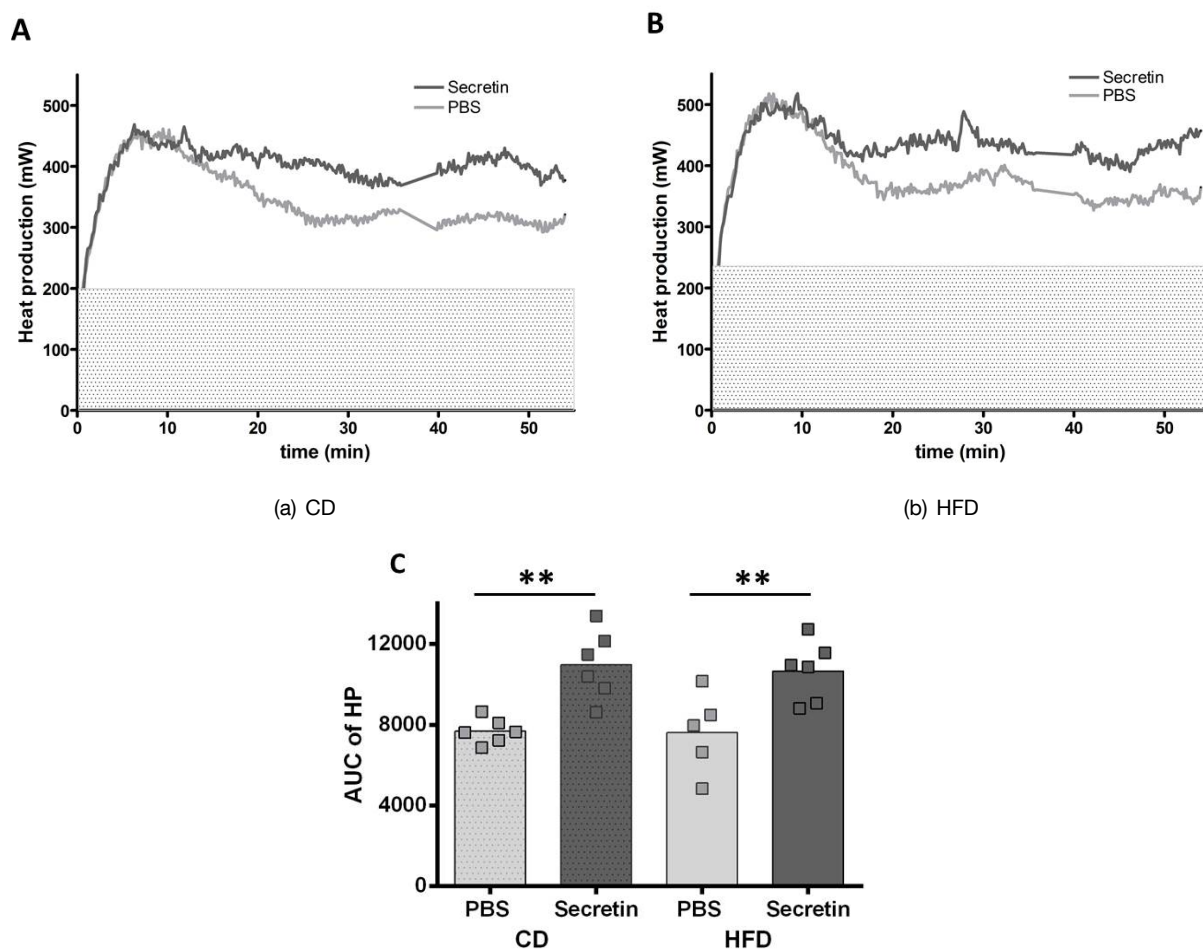 A
Heat production (mW)
500
400
300
200
100
0
Secretin
PBS
0 10 20 30 40 50
time (min)
(a) CD
B
Heat production (mW)
500
400
300
200
100
0
Secretin
PBS
0 10 20 30 40 50
time (min)
(b) HFD
C
** **
AUC of HP
12000
8000
4000
0
PBS Secretin PBS Secretin
CD HFD